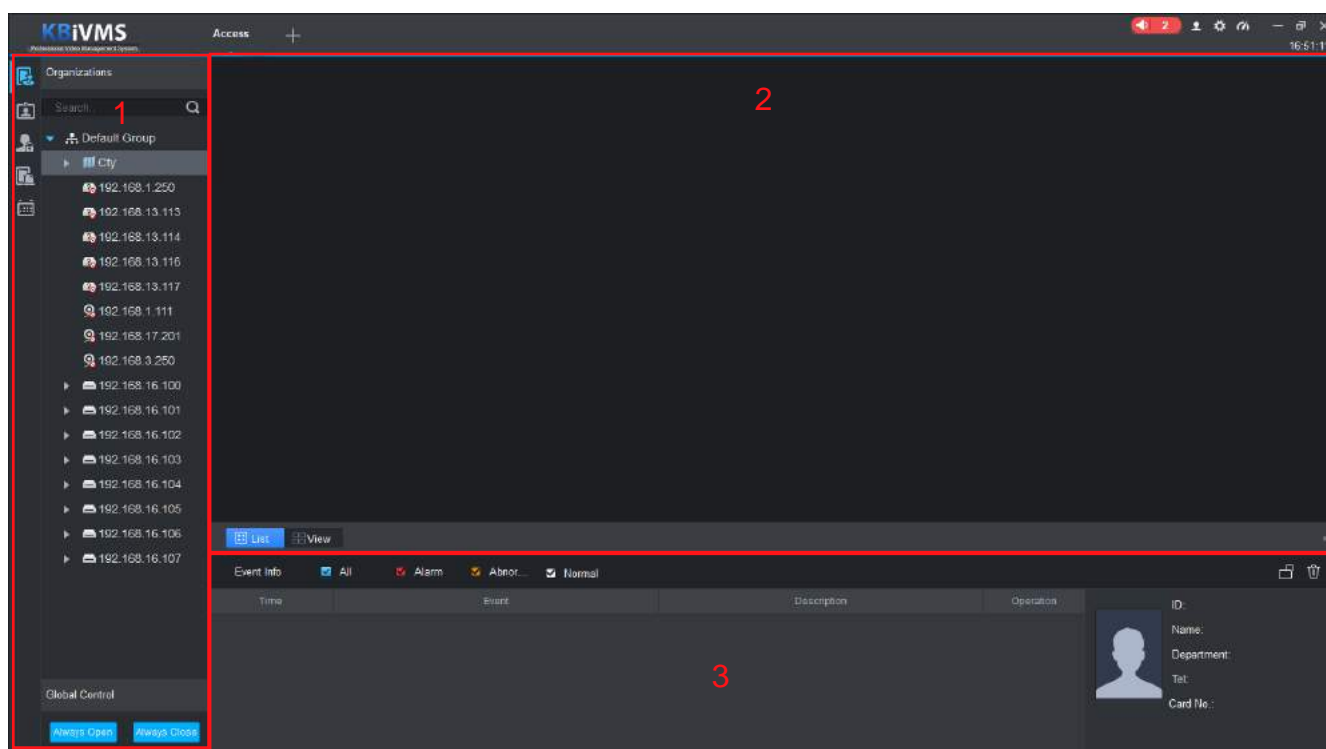 KBiVMS
Professional Video Management System
Access
2
16:51:1
Organizations
Search...
1
Default Group
Cty
192.168.1.250
192.168.13.113
192.168.13.114
192.168.13.116
192.168.13.117
192.168.1.111
192.168.17.201
192.168.3.250
192.168.16.100
192.168.16.101
192.168.16.102
192.168.16.103
192.168.16.104
192.168.16.105
192.168.16.106
192.168.16.107
Global Control
Always Open Always Close
2
List View
Event Info All Alarm Abnor... Normal
Time Event Description Operation
3
ID:
Name:
Department:
Tel:
Card No.: